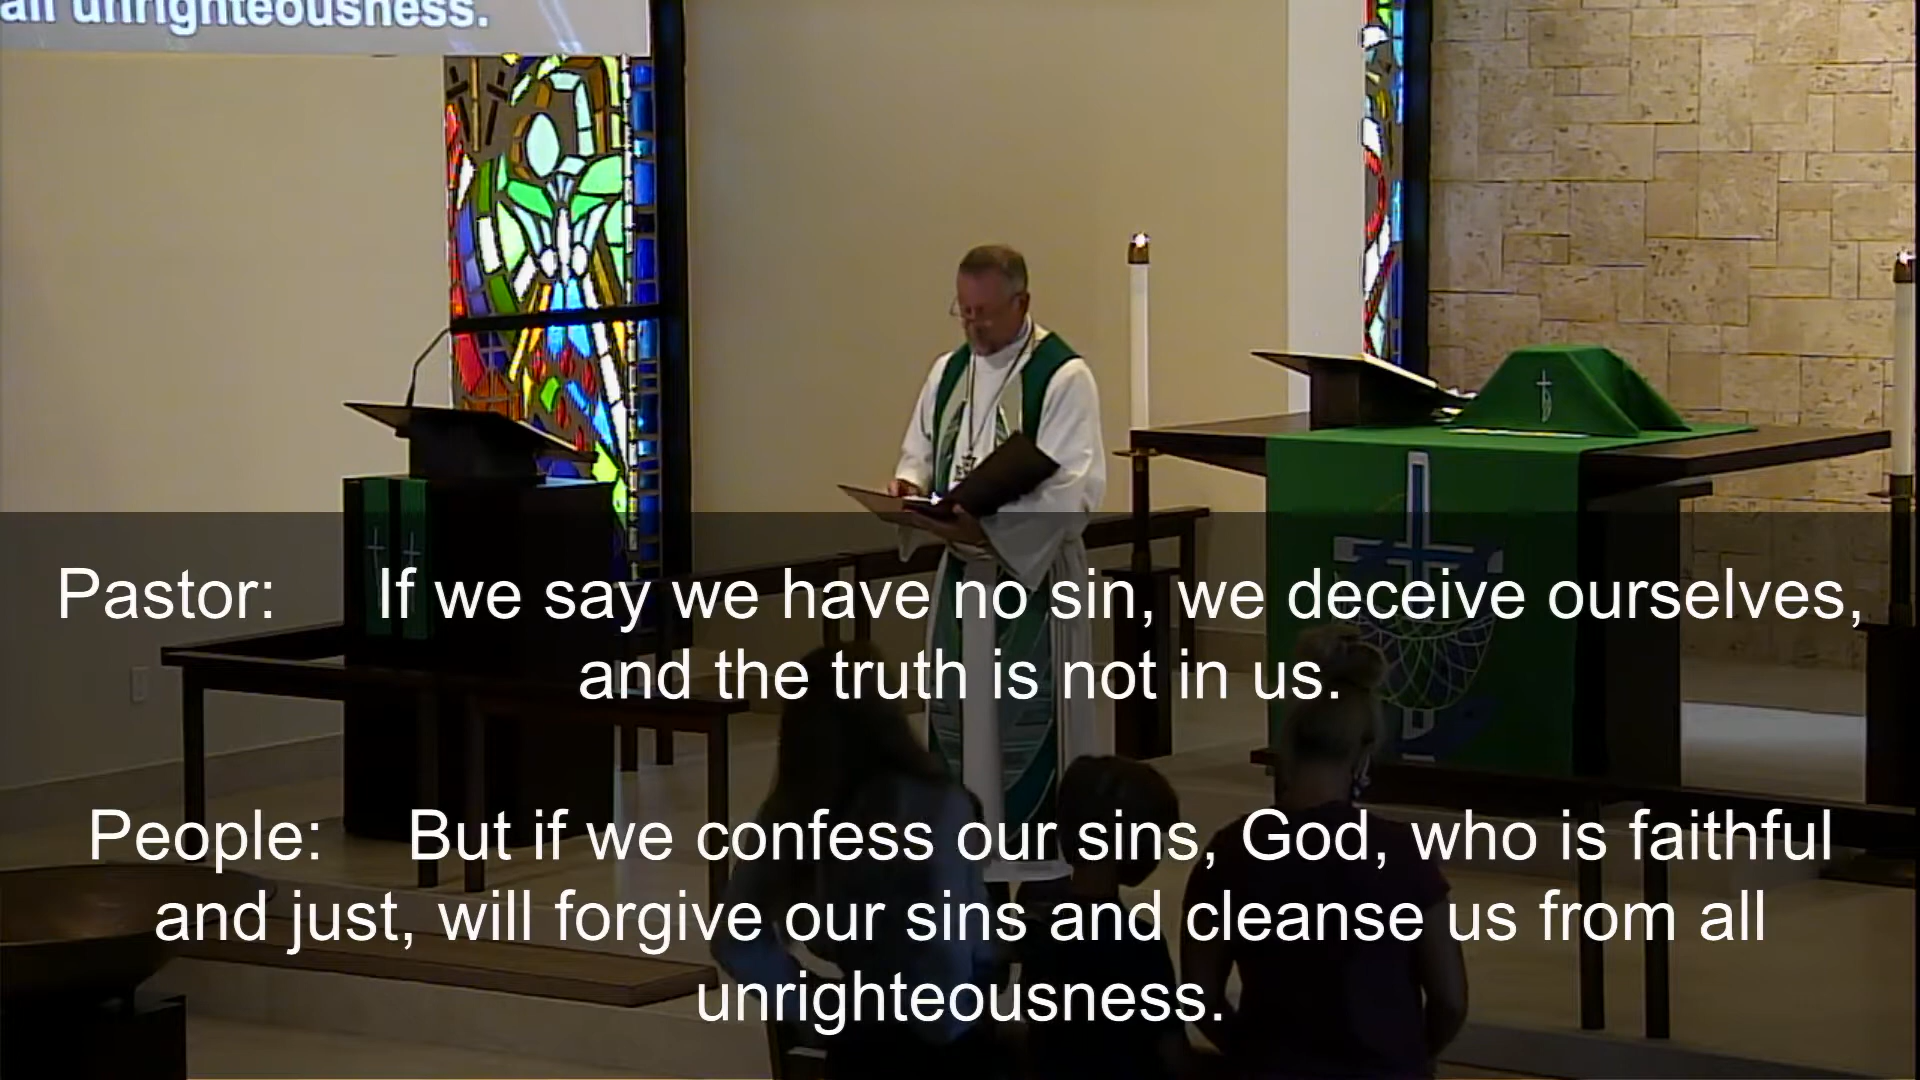 all unrighteousness.
Pastor: If we say we have no sin, we deceive ourselves,
and the truth is not in us.
People: But if we confess our sins, God, who is faithful
and just, will forgive our sins and cleanse us from all
unrighteousness.